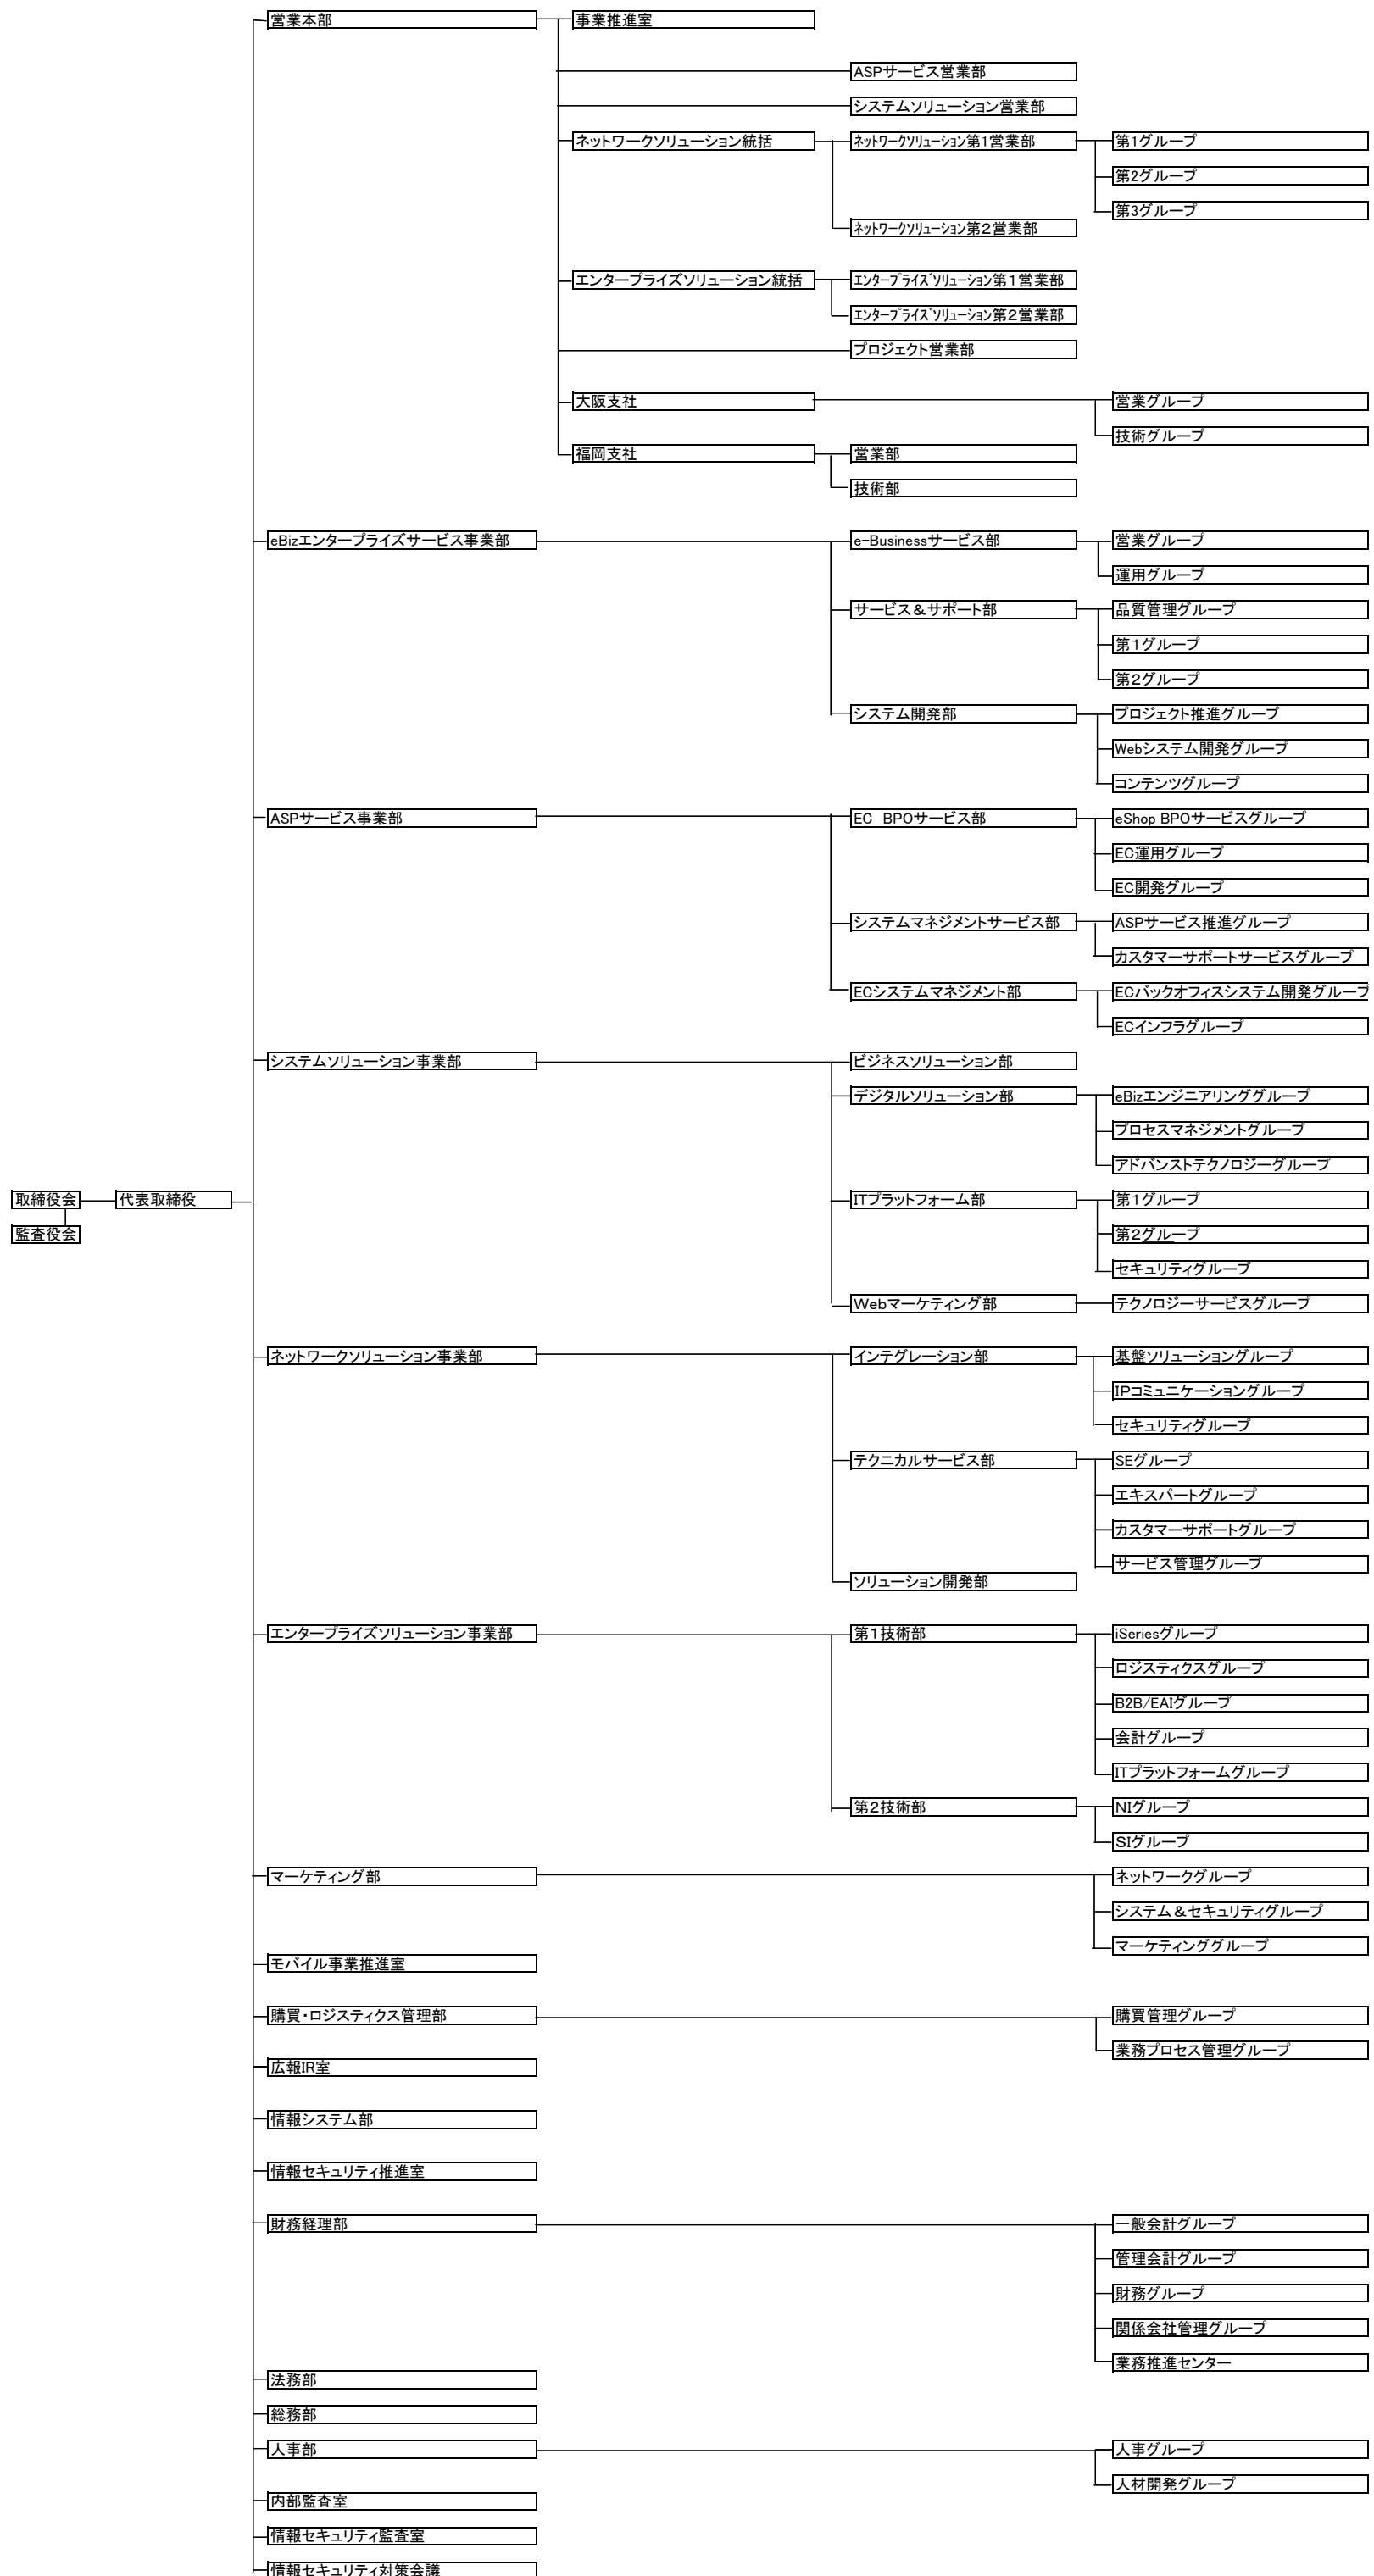 営業本部
事業推進室
ASPサービス営業部
システムソリューション営業部
ネットワークソリューション統括
ﾈｯﾄﾜｰｸｿﾘｭｰｼｮﾝ第1営業部
第1グループ
第2グループ
第3グループ
ﾈｯﾄﾜｰｸｿﾘｭｰｼｮﾝ第２営業部
エンタープライズソリューション統括
ｴﾝﾀｰﾌﾟﾗｲｽﾞｿﾘｭｰｼｮﾝ第１営業部
ｴﾝﾀｰﾌﾟﾗｲｽﾞｿﾘｭｰｼｮﾝ第２営業部
プロジェクト営業部
大阪支社
営業グループ
技術グループ
福岡支社
営業部
技術部
eBizエンタープライズサービス事業部
e-Businessサービス部
営業グループ
運用グループ
サービス＆サポート部
品質管理グループ
第１グループ
第２グループ
システム開発部
プロジェクト推進グループ
Webシステム開発グループ
コンテンツグループ
ASPサービス事業部
EC　BPOサービス部
eShop BPOサービスグループ
EC運用グループ
EC開発グループ
システムマネジメントサービス部
ASPサービス推進グループ
カスタマーサポートサービスグループ
ECシステムマネジメント部
ECバックオフィスシステム開発グループ
ECインフラグループ
システムソリューション事業部
ビジネスソリューション部
デジタルソリューション部
eBizエンジニアリンググループ
プロセスマネジメントグループ
アドバンストテクノロジーグループ
取締役会
代表取締役
監査役会
ITプラットフォーム部
第１グループ
第２グループ
セキュリティグループ
Ｗｅｂマーケティング部
テクノロジーサービスグループ
ネットワークソリューション事業部
インテグレーション部
基盤ソリューショングループ
IPコミュニケーショングループ
セキュリティグループ
テクニカルサービス部
SEグループ
エキスパートグループ
カスタマーサポートグループ
サービス管理グループ
ソリューション開発部
エンタープライズソリューション事業部
第１技術部
iSeriesグループ
ロジスティクスグループ
B2B/EAIグループ
会計グループ
ITプラットフォームグループ
第２技術部
NIグループ
SIグループ
マーケティング部
ネットワークグループ
システム＆セキュリティグループ
マーケティンググループ
モバイル事業推進室
購買・ロジスティクス管理部
購買管理グループ
業務プロセス管理グループ
広報IR室
情報システム部
情報セキュリティ推進室
財務経理部
一般会計グループ
管理会計グループ
財務グループ
関係会社管理グループ
業務推進センター
法務部
総務部
人事部
人事グループ
人材開発グループ
内部監査室
情報セキュリティ監査室
情報セキュリティ対策会議